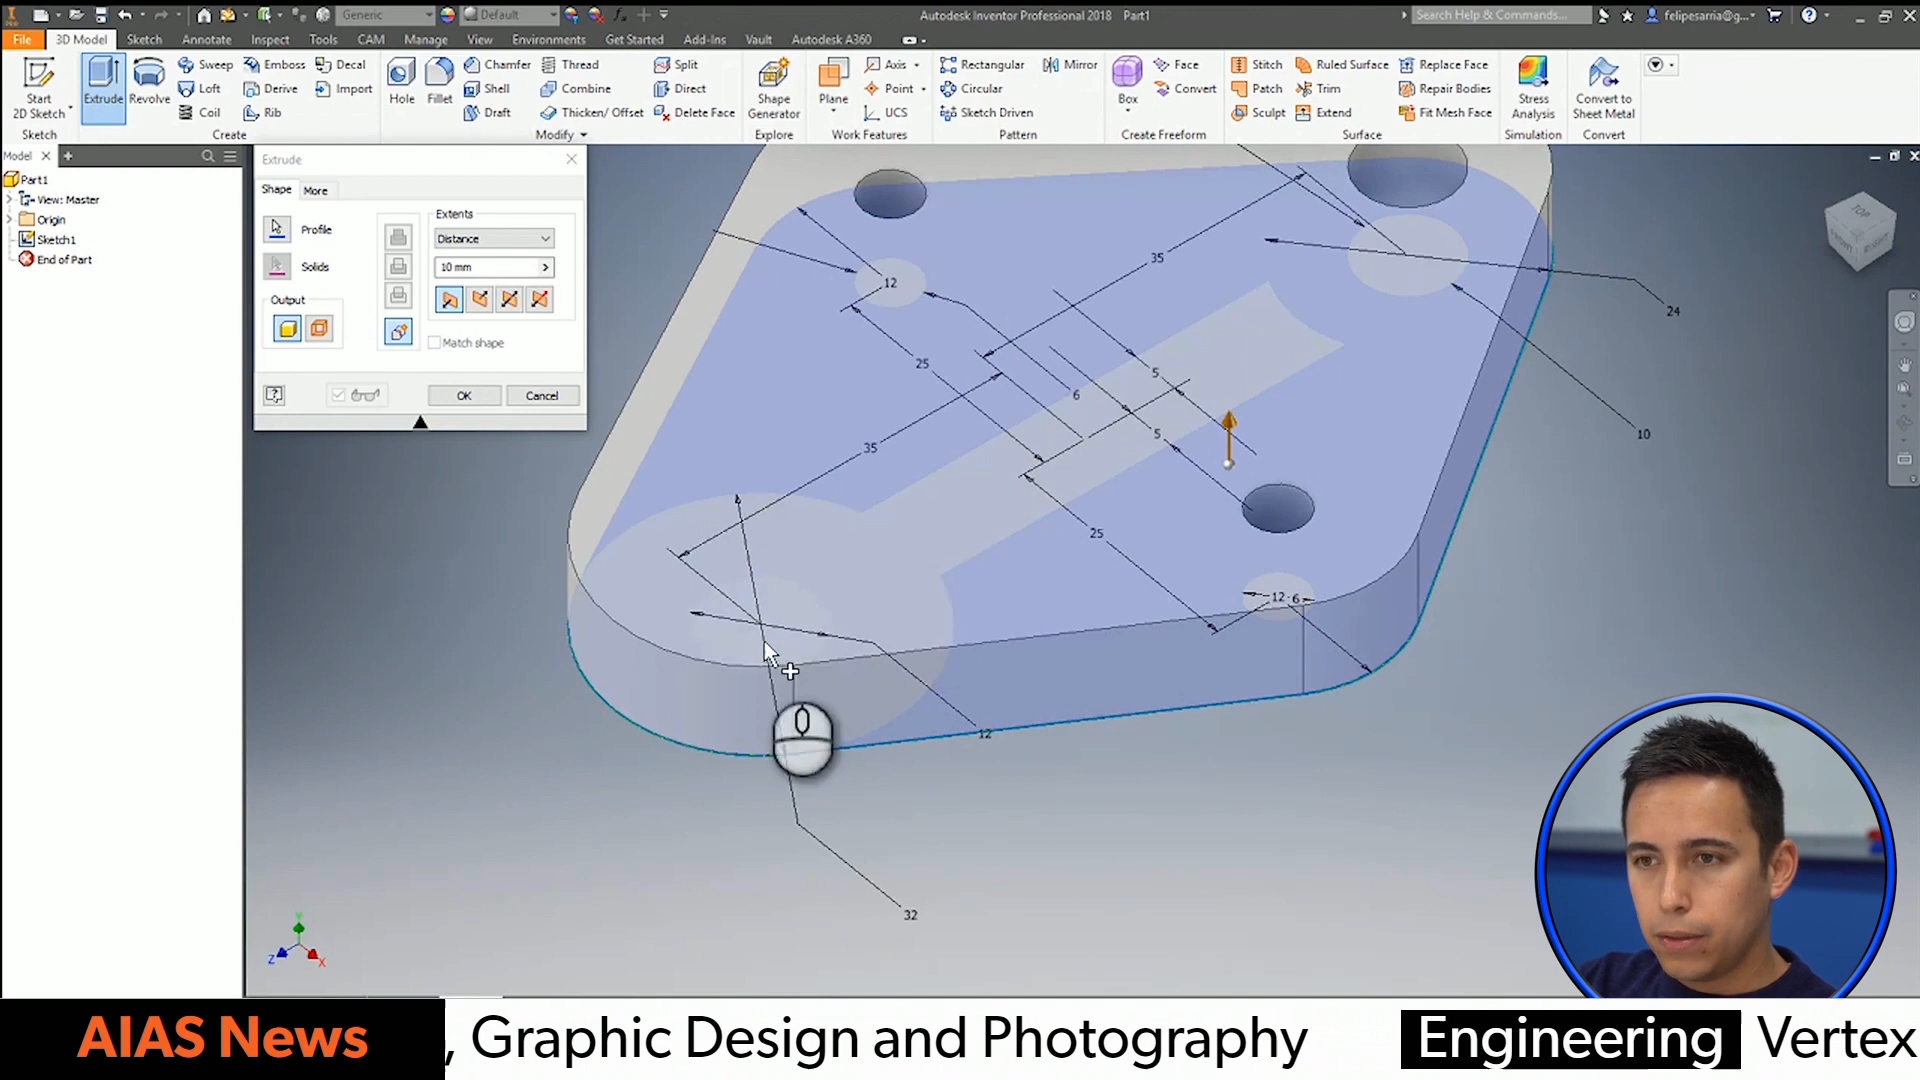 Generic
Default
Autodesk Inventor Professional 2018 Part1
Search Help & Commands...
felipesarria@g...
File 3D Model Sketch Annotate Inspect Tools CAM Manage View Environments Get Started Add-Ins Vault Autodesk A360
Start 2D Sketch
Sketch
Extrude
Revolve
Sweep
Loft
Coil
Emboss
Derive
Rib
Decal
Import
Create
Hole
Fillet
Chamfer
Shell
Draft
Thread
Combine
Thicken/ Offset
Split
Direct
Delete Face
Modify
Shape Generator
Explore
Plane
Axis
Point
UCS
Work Features
Rectangular
Circular
Sketch Driven
Mirror
Pattern
Box
Face
Convert
Create Freeform
Stitch
Patch
Sculpt
Ruled Surface
Trim
Extend
Replace Face
Repair Bodies
Fit Mesh Face
Surface
Stress Analysis
Simulation
Convert to Sheet Metal
Convert
Model
Part1
View: Master
Origin
Sketch1
End of Part
Extrude
Shape
More
Profile
Solids
Output
Extents
Distance
10 mm
Match shape
OK
Cancel
TOP
FRONT
RIGHT
35
12
24
25
5
6
5
10
35
25
12
6
12
32
Y
Z
X
AIAS News
, Graphic Design and Photography
Engineering Vertex